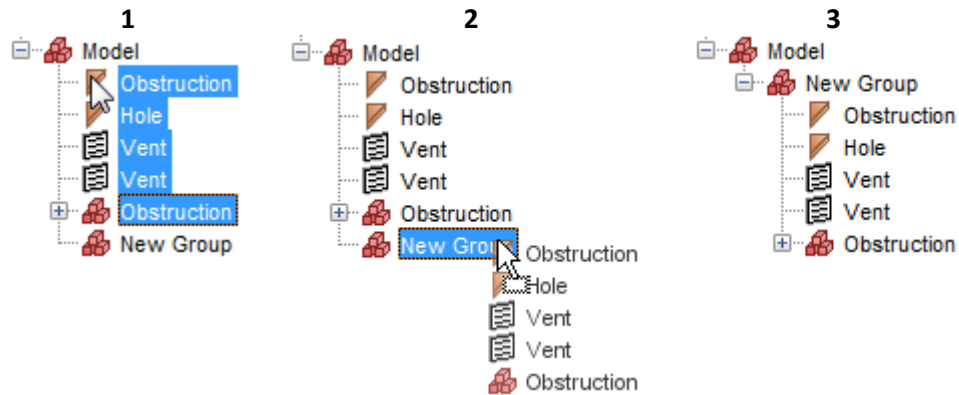 1
Model
Obstruction
Hole
Vent
Vent
Obstruction
New Group
2
Model
Obstruction
Hole
Vent
Vent
Obstruction
New Grou
Obstruction
Hole
Vent
Vent
Obstruction
3
Model
New Group
Obstruction
Hole
Vent
Vent
Obstruction